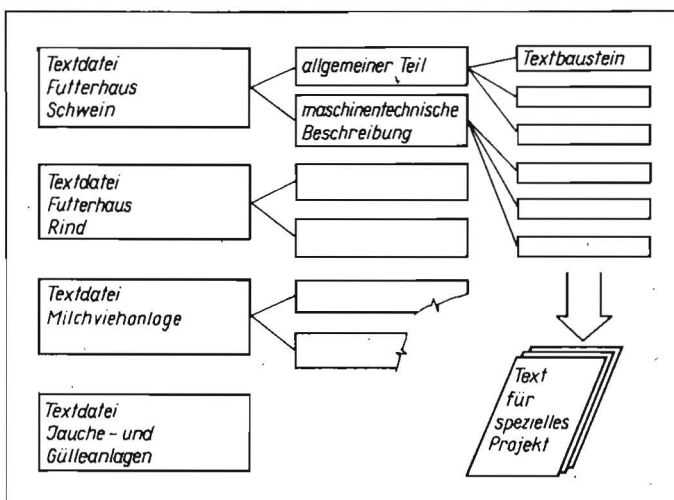 Textdatei
Futterhaus
Schwein
allgemeiner Teil
maschinentechnische
Beschreibung
Textbaustein
Textdatei
Futterhaus
Rind
Textdatei
Milchviehanlage
Textdatei
Jauche- und
Gülleanlagen
Text
für
spezielles
Projekt